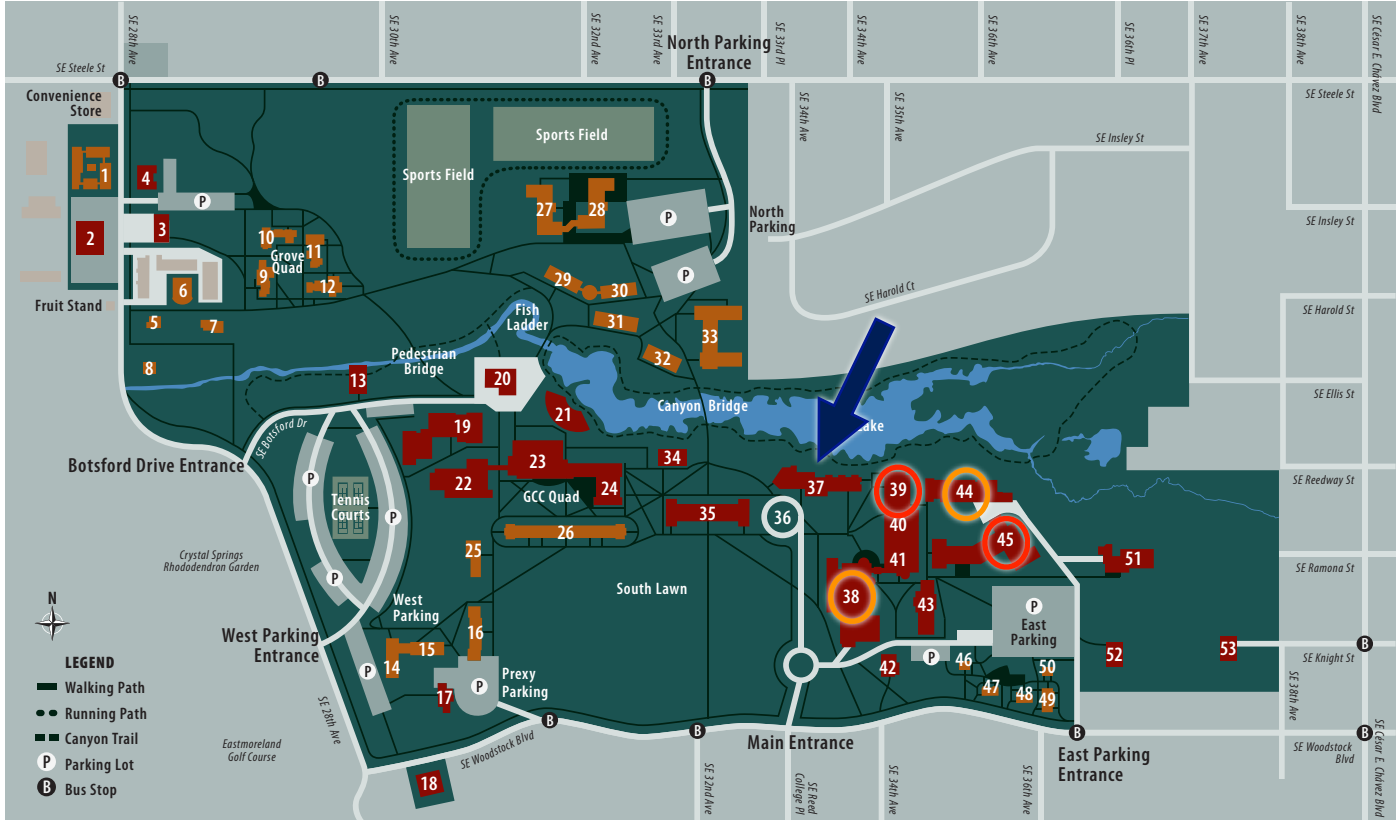 SE 28th Ave
SE 30th Ave
SE 32nd Ave
SE 33rd Ave
SE 33rd Pl
SE 34th Ave
SE 36th Ave
SE 36th Pl
SE 37th Ave
SE 38th Ave
SE César E. Chávez Blvd
North Parking
Entrance
SE Steele St
B
B
B
Convenience
Store
SE Steele St
SE 34th Ave
SE 35th Ave
SE Insley St
Sports Field
Sports Field
1
4
P
2
3
27
28
P
North
Parking
SE Insley St
10
11
Grove
Quad
9
12
6
P
29
30
SE Harold Ct
Fruit Stand
5
7
Fish
Ladder
31
33
SE Harold St
8
Pedestrian
Bridge
32
13
20
SE Ellis St
21
Canyon Bridge
Lake
SE Botsford Dr
19
Botsford Drive Entrance
23
34
22
24
37
39
44
SE Reedway St
P
Tennis
Courts
P
GCC Quad
35
36
40
26
45
Crystal Springs
Rhododendron Garden
25
41
51
SE Ramona St
P
South Lawn
38
43
P
N
West
Parking
16
East
Parking
West Parking
Entrance
15
14
P
Prexy
Parking
17
P
42
P
46
50
52
53
B
SE Knight St
47
48
49
LEGEND
Walking Path
Running Path
Canyon Trail
P Parking Lot
B Bus Stop
SE 28th Ave
Eastmoreland
Golf Course
SE Woodstock Blvd
B
B
Main Entrance
B
B
East Parking
Entrance
SE 38th Ave
SE Woodstock
Blvd
SE César E. Chávez Blvd
18
SE 32nd Ave
SE Reed
College Pl
SE 34th Ave
SE 36th Ave